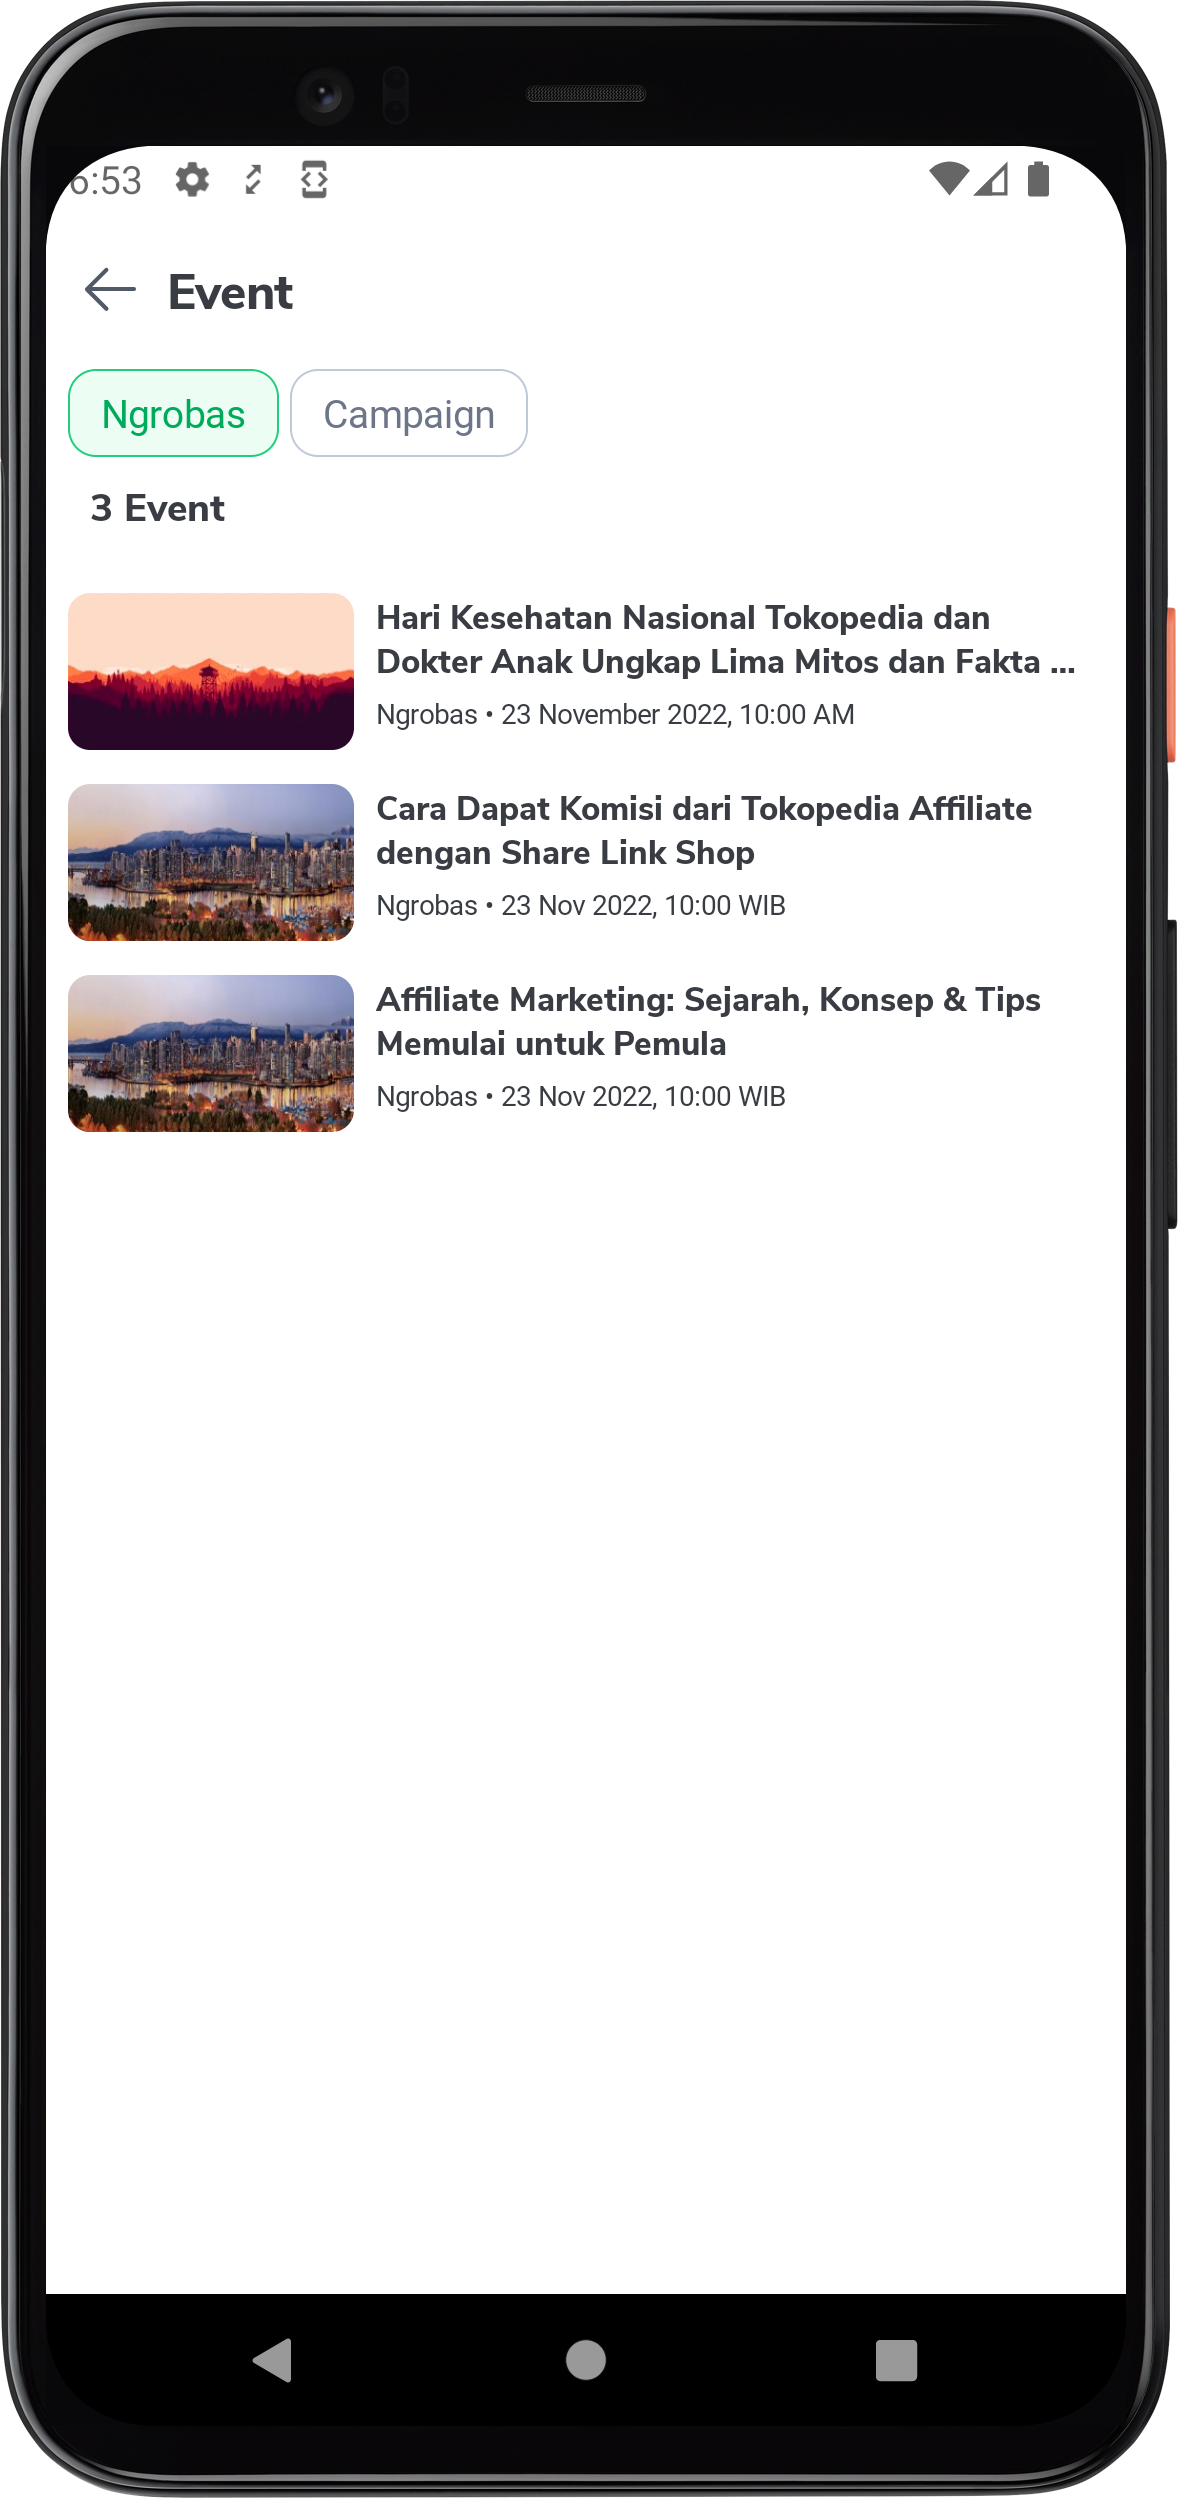 6:53
Event
Ngrobas
Campaign
3 Event
Hari Kesehatan Nasional Tokopedia dan
Dokter Anak Ungkap Lima Mitos dan Fakta ...
Ngrobas • 23 November 2022, 10:00 AM
Cara Dapat Komisi dari Tokopedia Affiliate
dengan Share Link Shop
Ngrobas • 23 Nov 2022, 10:00 WIB
Affiliate Marketing: Sejarah, Konsep & Tips
Memulai untuk Pemula
Ngrobas • 23 Nov 2022, 10:00 WIB